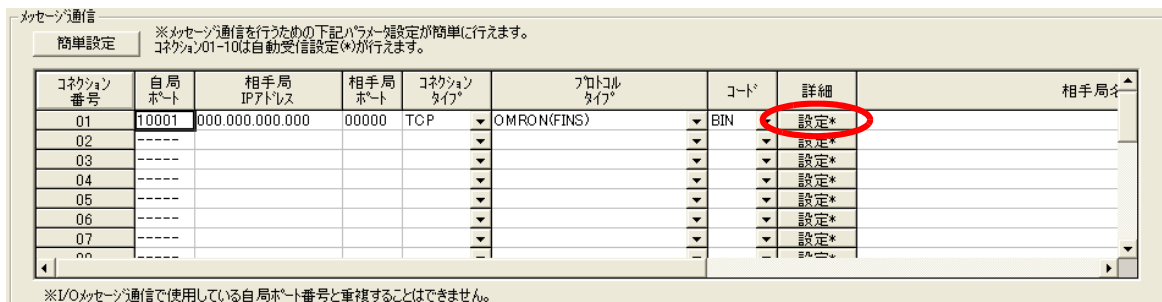 メッセージ通信
簡単設定
※メッセージ通信を行うための下記パラメータ設定が簡単に行えます。
コネクション01-10は自動受信設定(*)が行えます。
コネクション番号 自局ポート 相手局IPアドレス 相手局ポート コネクションタイプ プロトコルタイプ コード 詳細 相手局名
01 10001 000.000.000.000 00000 TCP OMRON(FINS) BIN 設定*
02 ----- 設定*
03 ----- 設定*
04 ----- 設定*
05 ----- 設定*
06 ----- 設定*
07 ----- 設定*
※I/Oメッセージ通信で使用している自局ポート番号と重複することはできません。